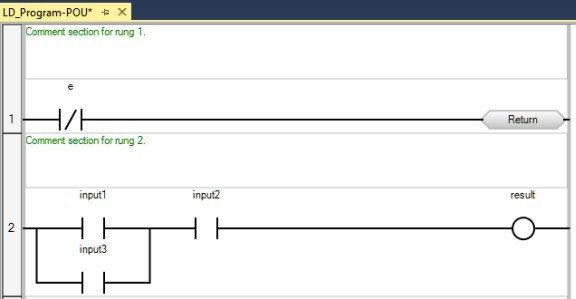 LD_Program-POU*
Comment section for rung 1.
e
1
Return
Comment section for rung 2.
input1 input2 result
2
input3